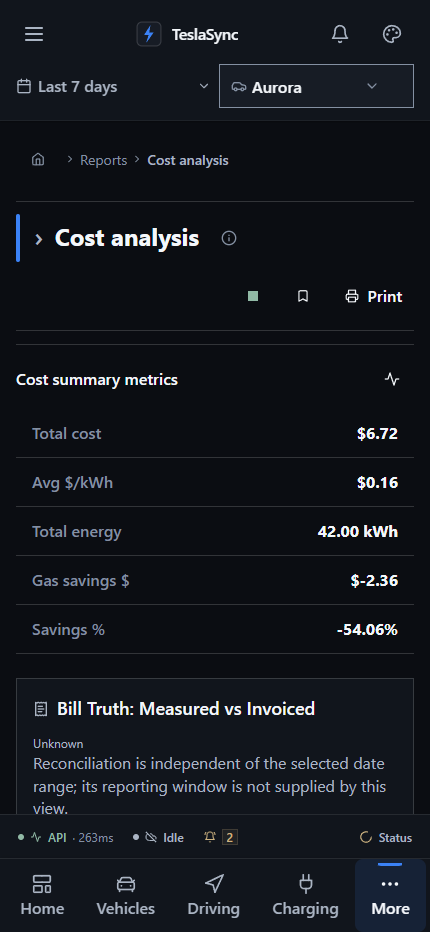 TeslaSync
Last 7 days
Aurora
Reports
Cost analysis
Cost analysis
Print
Cost summary metrics
Total cost $6.72
Avg $/kWh $0.16
Total energy 42.00 kWh
Gas savings $ $-2.36
Savings % -54.06%
Bill Truth: Measured vs Invoiced
Unknown
Reconciliation is independent of the selected date
range; its reporting window is not supplied by this
view.
API · 263ms Idle 2 Status
Home Vehicles Driving Charging More